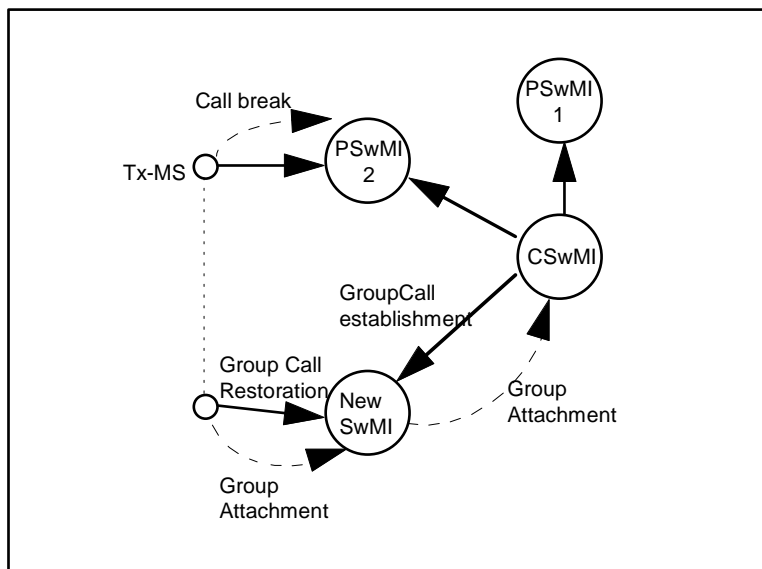 Call break
PSwMI
1
PSwMI
2
Tx-MS
CSwMI
GroupCall
establishment
Group Call
Restoration
New
SwMI
Group
Attachment
Group
Attachment